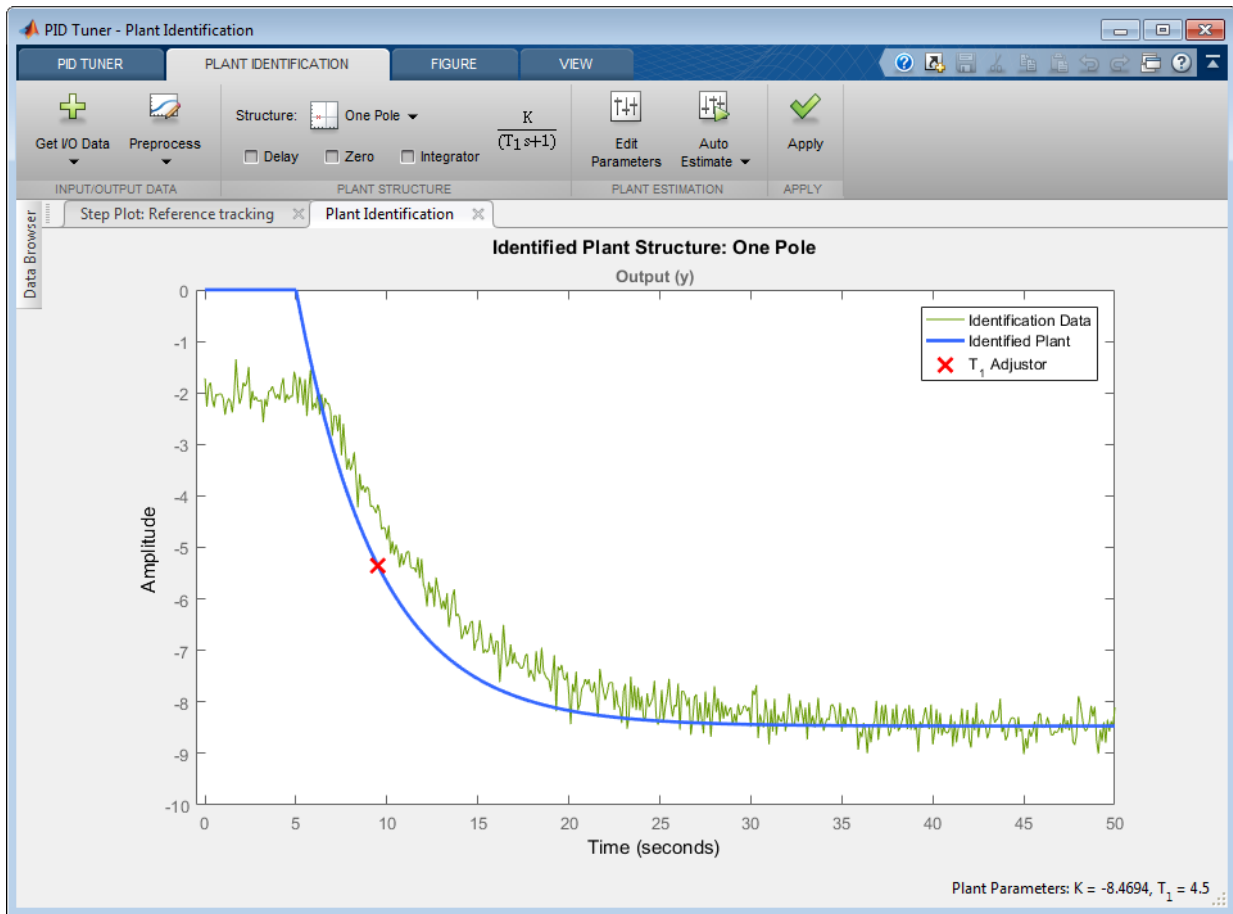 PID Tuner - Plant Identification
PID TUNER PLANT IDENTIFICATION FIGURE VIEW
Get I/O Data
Preprocess
Structure: One Pole
Delay Zero Integrator
K
(T1s+1)
Edit
Parameters
Auto
Estimate
Apply
INPUT/OUTPUT DATA PLANT STRUCTURE PLANT ESTIMATION APPLY
Data Browser
Step Plot: Reference tracking Plant Identification
Identified Plant Structure: One Pole
Output (y)
Identification Data
Identified Plant
T1 Adjustor
Amplitude
0
-1
-2
-3
-4
-5
-6
-7
-8
-9
-10
0 5 10 15 20 25 30 35 40 45 50
Time (seconds)
Plant Parameters: K = -8.4694, T1 = 4.5